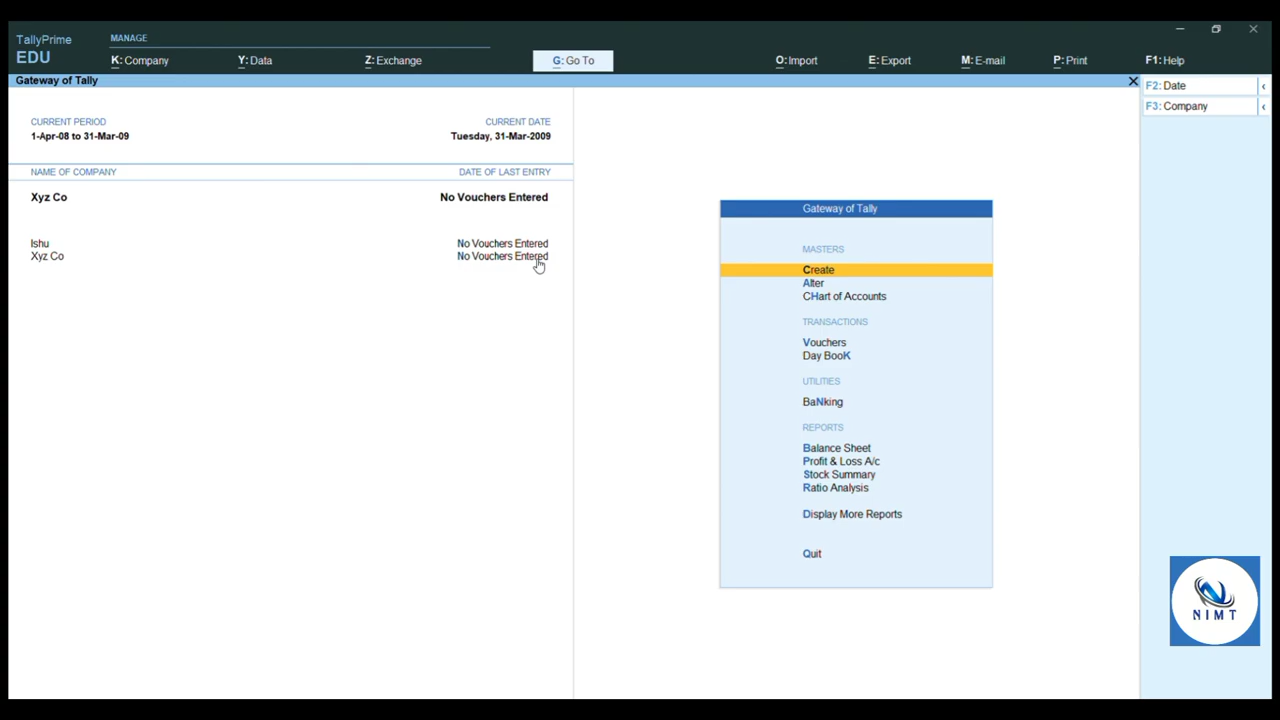 TallyPrime
EDU
MANAGE
K: Company
Y: Data
Z: Exchange
G: Go To
O: Import
E: Export
M: E-mail
P: Print
F1: Help
Gateway of Tally
F2: Date
F3: Company
CURRENT PERIOD
CURRENT DATE
1-Apr-08 to 31-Mar-09
Tuesday, 31-Mar-2009
NAME OF COMPANY
DATE OF LAST ENTRY
Xyz Co
No Vouchers Entered
Ishu
No Vouchers Entered
Xyz Co
No Vouchers Entered
Gateway of Tally
MASTERS
Create
Alter
CHart of Accounts
TRANSACTIONS
Vouchers
Day BooK
UTILITIES
BaNking
REPORTS
Balance Sheet
Profit & Loss A/c
Stock Summary
Ratio Analysis
Display More Reports
Quit
NIMT